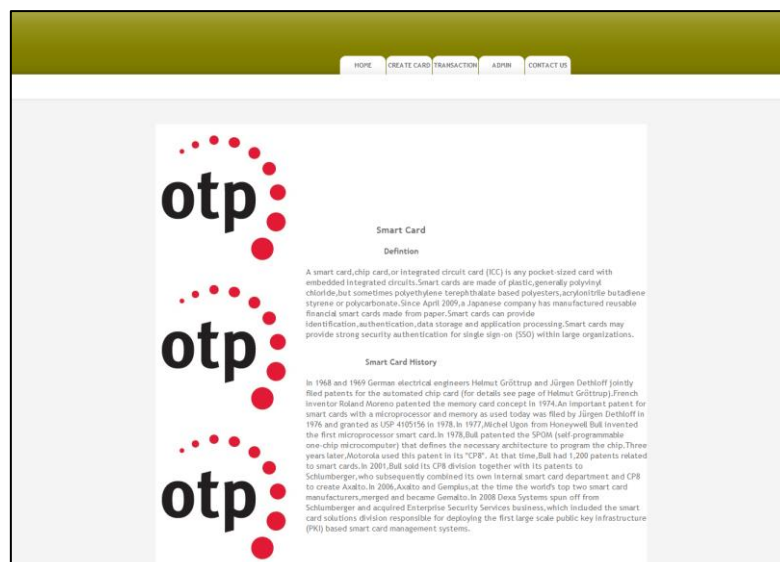 HOME CREATE CARD TRANSACTION ADMIN CONTACT US
otp
otp
otp
Smart Card
Defintion
A smart card,chip card,or integrated circuit card (ICC) is any pocket-sized card with
embedded integrated circuits.Smart cards are made of plastic,generally polyvinyl
chloride,but sometimes polyethylene terephthalate based polyesters,acrylonitrile butadiene
styrene or polycarbonate.Since April 2009,a Japanese company has manufactured reusable
financial smart cards made from paper.Smart cards can provide
identification,authentication,data storage and application processing.Smart cards may
provide strong security authentication for single sign-on (SSO) within large organizations.
Smart Card History
In 1968 and 1969 German electrical engineers Helmut Gröttrup and Jürgen Dethloff jointly
filed patents for the automated chip card (for details see page of Helmut Gröttrup).French
inventor Roland Moreno patented the memory card concept in 1974.An important patent for
smart cards with a microprocessor and memory as used today was filed by Jürgen Dethloff in
1976 and granted as USP 4105156 in 1978.In 1977,Michel Ugon from Honeywell Bull invented
the first microprocessor smart card.In 1978,Bull patented the SPOM (self-programmable
one-chip microcomputer) that defines the necessary architecture to program the chip.Three
years later,Motorola used this patent in its "CP8". At that time,Bull had 1,200 patents related
to smart cards.In 2001,Bull sold its CP8 division together with its patents to
Schlumberger,who subsequently combined its own internal smart card department and CP8
to create Axalto.In 2006,Axalto and Gemplus,at the time the world's top two smart card
manufacturers,merged and became Gemalto.In 2008 Dexa Systems spun off from
Schlumberger and acquired Enterprise Security Services business,which included the smart
card solutions division responsible for deploying the first large scale public key infrastructure
(PKI) based smart card management systems.